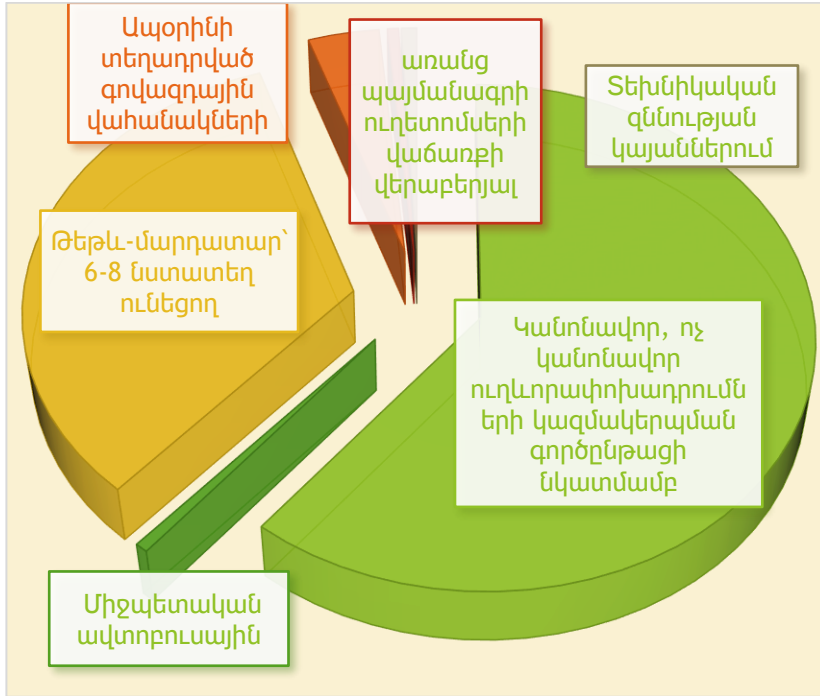 Ապօրինի
տեղադրված
գովազդային
վահանակների
առանց
պայմանագրի
ուղետոմսերի
վաճառքի
վերաբերյալ
Տեխնիկական
զննության
կայաններում
Թեթև-մարդատար՝
6-8 նստատեղ
ունեցող
Կանոնավոր, ոչ
կանոնավոր
ուղևորափոխադրումն
երի կազմակերպման
գործընթացի
նկատմամբ
Միջպետական
ավտոբուսային